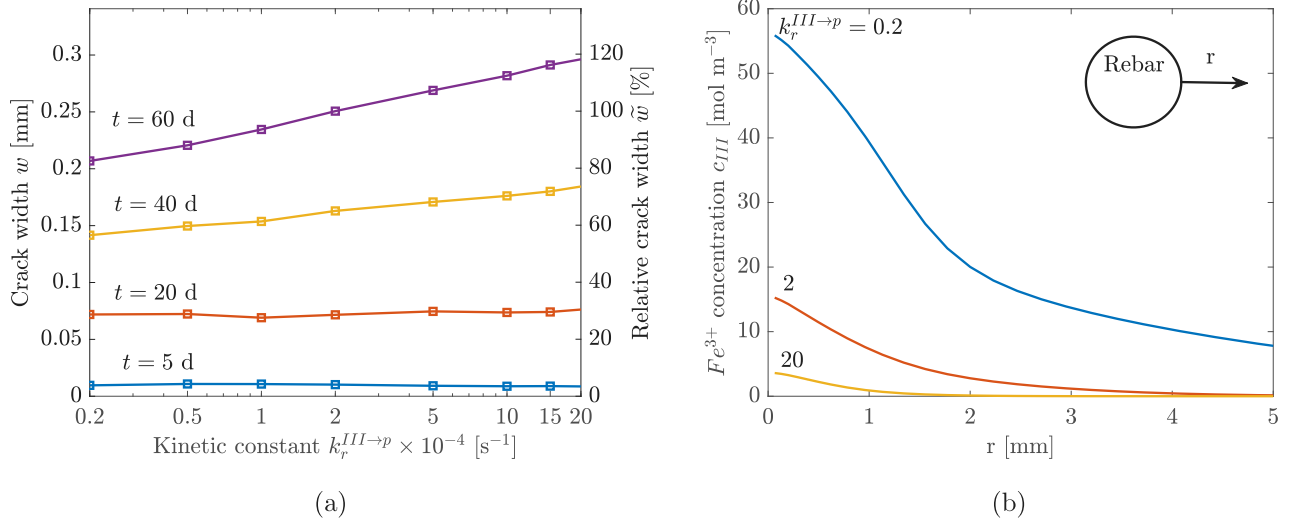 0.3
0.25
0.2
0.15
0.1
0.05
0
Crack width w [mm]
t = 60 d
t = 40 d
t = 20 d
t = 5 d
120
100
80
60
40
20
0
Relative crack width w̃ [%]
0.2 0.5 1 2 5 10 15 20
Kinetic constant k_r^{III→p} × 10^{-4} [s^{-1}]
(a)
60
50
40
30
20
10
0
Fe^{3+} concentration c_{III} [mol m^{-3}]
k_r^{III→p} = 0.2
2
20
Rebar
r
0 1 2 3 4 5
r [mm]
(b)